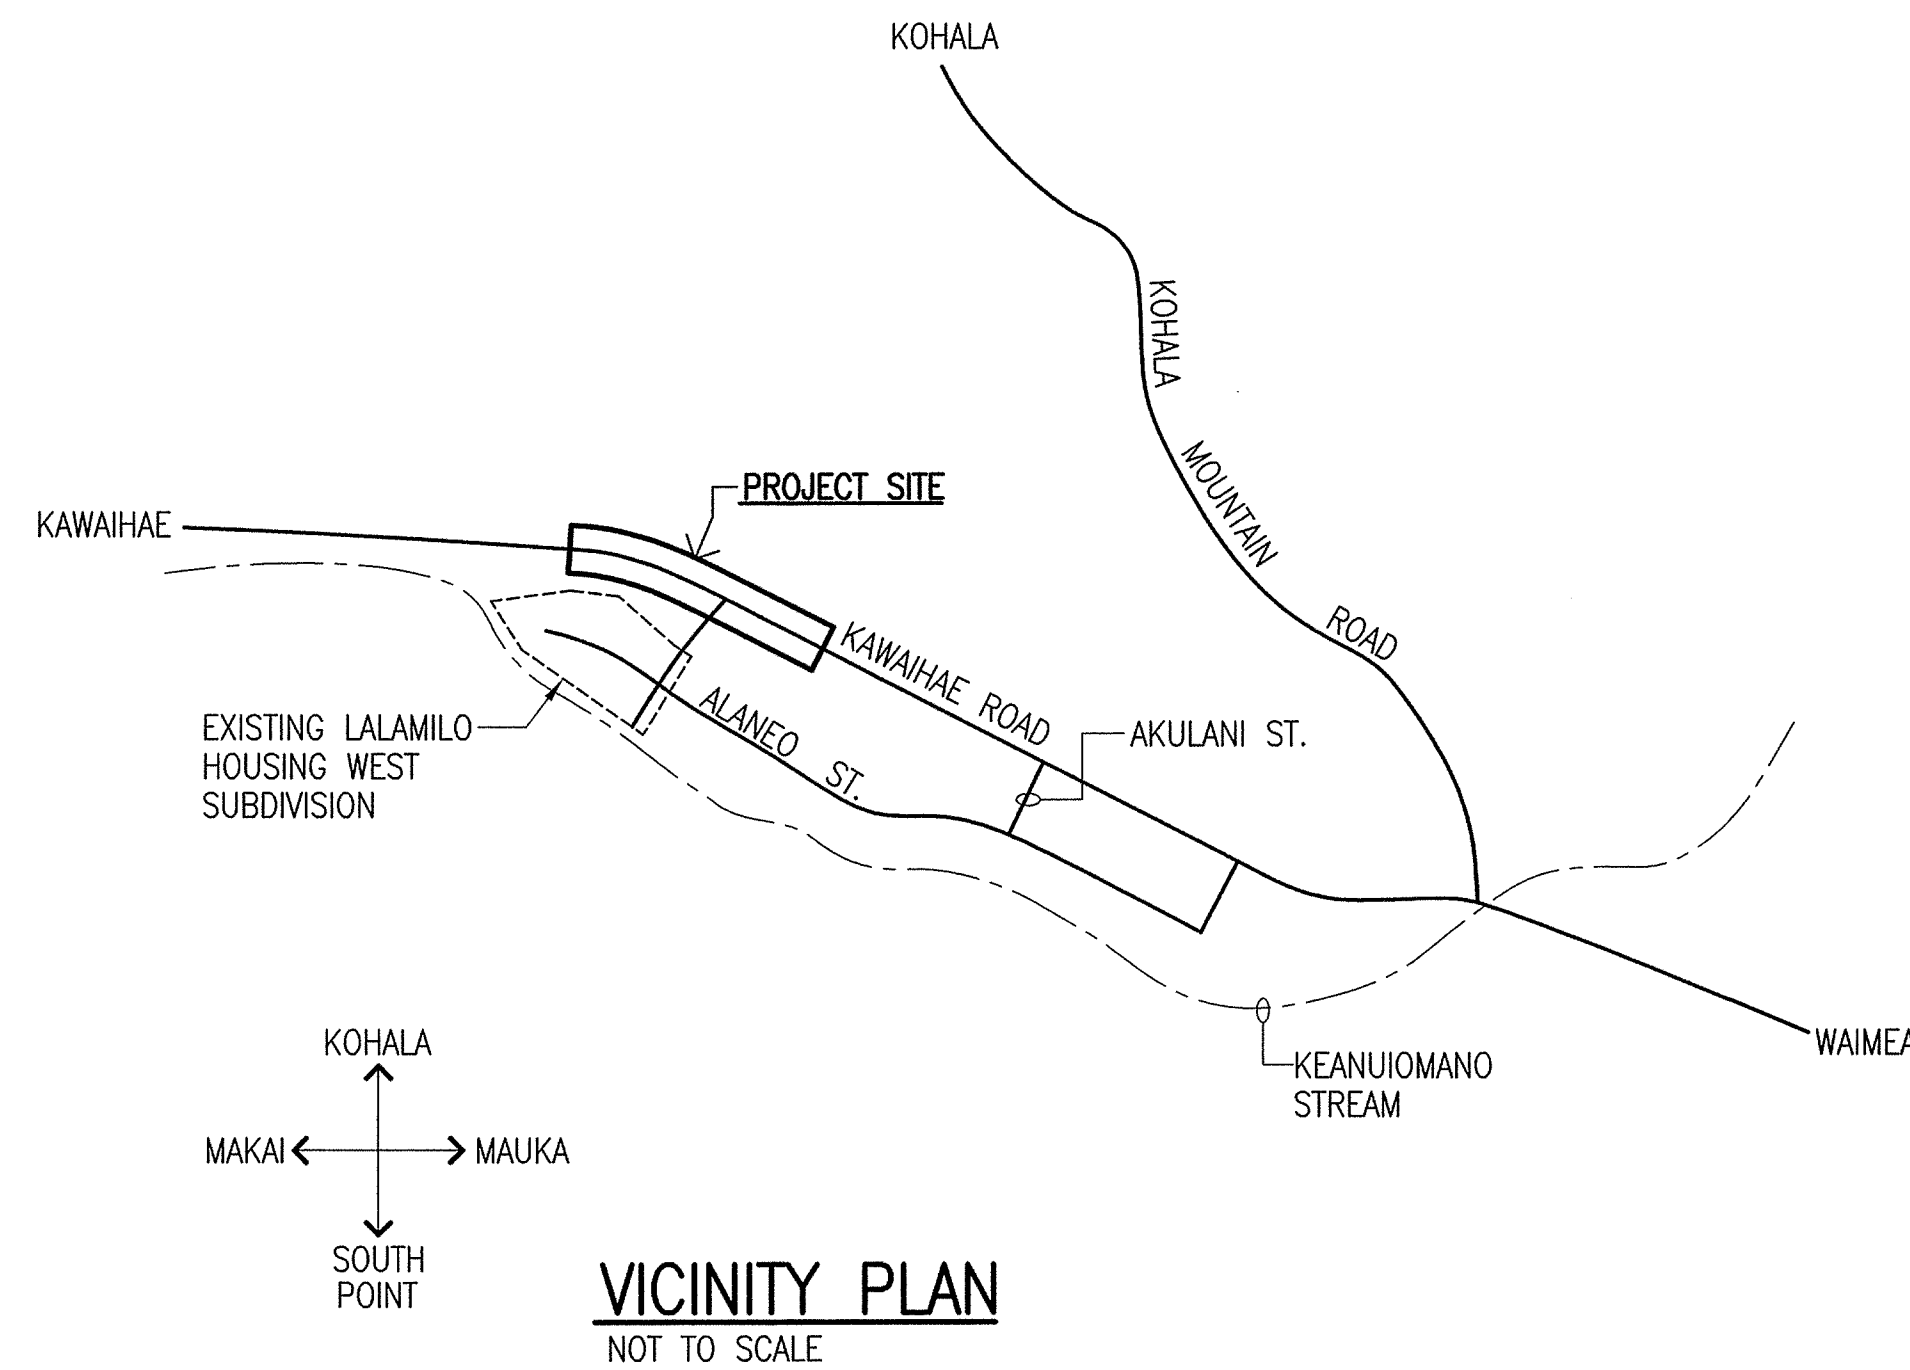 KOHALA
KOHALA
MOUNTAIN
ROAD
PROJECT SITE
KAWAIHAE
KAWAIHAE ROAD
ALANEO ST.
EXISTING LALAMILO
HOUSING WEST
SUBDIVISION
AKULANI ST.
WAIMEA
KEANUIOMANO
STREAM
KOHALA
MAKAI
MAUKA
SOUTH
POINT
VICINITY PLAN
NOT TO SCALE